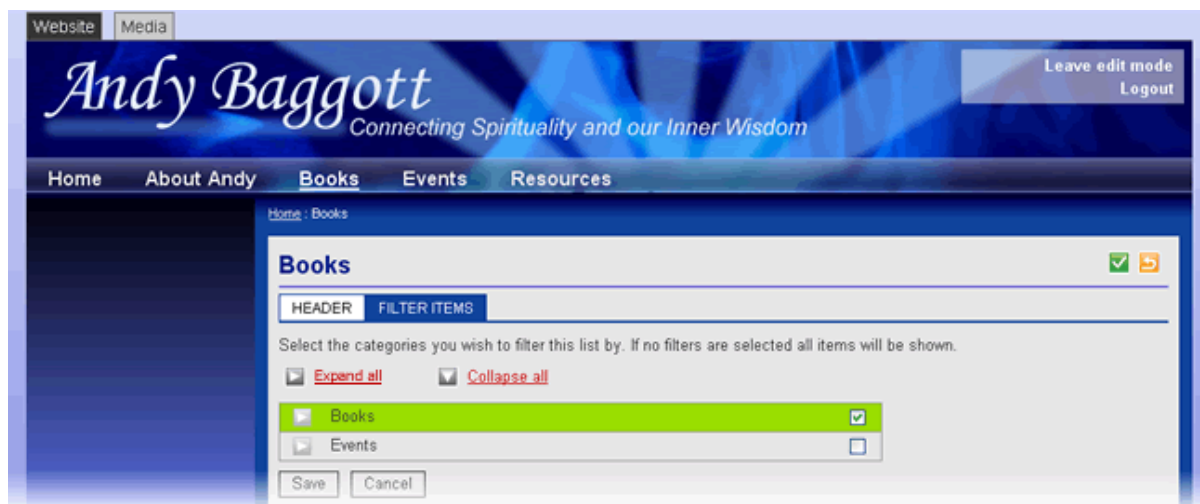 Website Media
Andy Baggott
Connecting Spirituality and our Inner Wisdom
Leave edit mode
Logout
Home About Andy Books Events Resources
Home : Books
Books
HEADER FILTER ITEMS
Select the categories you wish to filter this list by. If no filters are selected all items will be shown.
Expand all Collapse all
Books
Events
Save Cancel